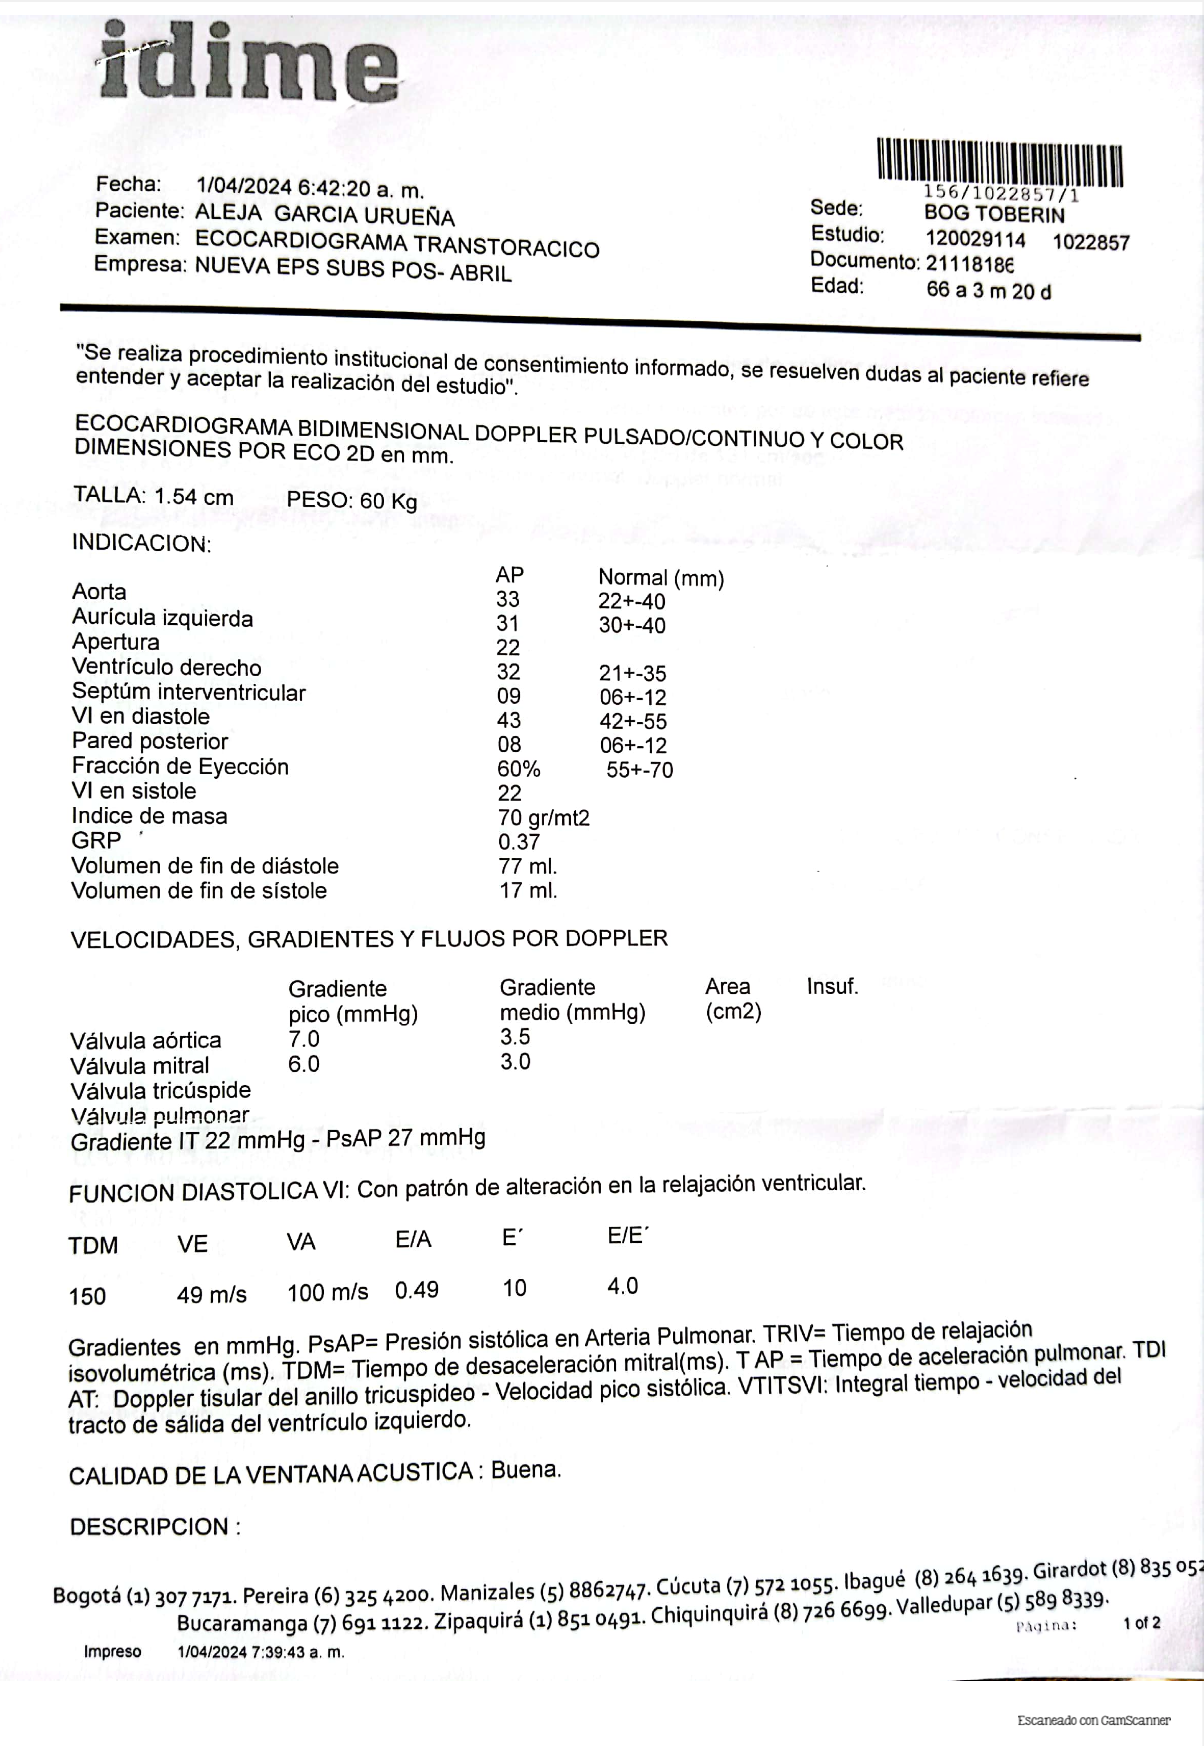 idime
156/1022857/1
Fecha: 1/04/2024 6:42:20 a. m.
Paciente: ALEJA GARCIA URUEÑA
Examen: ECOCARDIOGRAMA TRANSTORACICO
Empresa: NUEVA EPS SUBS POS- ABRIL
Sede: BOG TOBERIN
Estudio: 120029114 1022857
Documento: 21118186
Edad: 66 a 3 m 20 d
"Se realiza procedimiento institucional de consentimiento informado, se resuelven dudas al paciente refiere
entender y aceptar la realización del estudio".
ECOCARDIOGRAMA BIDIMENSIONAL DOPPLER PULSADO/CONTINUO Y COLOR
DIMENSIONES POR ECO 2D en mm.
TALLA: 1.54 cm PESO: 60 Kg
INDICACION:
AP Normal (mm)
Aorta 33 22+-40
Aurícula izquierda 31 30+-40
Apertura 22
Ventrículo derecho 32 21+-35
Septúm interventricular 09 06+-12
VI en diastole 43 42+-55
Pared posterior 08 06+-12
Fracción de Eyección 60% 55+-70
VI en sistole 22
Indice de masa 70 gr/mt2
GRP 0.37
Volumen de fin de diástole 77 ml.
Volumen de fin de sístole 17 ml.
VELOCIDADES, GRADIENTES Y FLUJOS POR DOPPLER
Gradiente Gradiente Area Insuf.
pico (mmHg) medio (mmHg) (cm2)
Válvula aórtica 7.0 3.5
Válvula mitral 6.0 3.0
Válvula tricúspide
Válvula pulmonar
Gradiente IT 22 mmHg - PsAP 27 mmHg
FUNCION DIASTOLICA VI: Con patrón de alteración en la relajación ventricular.
TDM VE VA E/A E´ E/E´
150 49 m/s 100 m/s 0.49 10 4.0
Gradientes en mmHg. PsAP= Presión sistólica en Arteria Pulmonar. TRIV= Tiempo de relajación
isovolumétrica (ms). TDM= Tiempo de desaceleración mitral(ms). T AP = Tiempo de aceleración pulmonar. TDI
AT: Doppler tisular del anillo tricuspideo - Velocidad pico sistólica. VTITSVI: Integral tiempo - velocidad del
tracto de sálida del ventrículo izquierdo.
CALIDAD DE LA VENTANA ACUSTICA : Buena.
DESCRIPCION :
Bogotá (1) 307 7171. Pereira (6) 325 4200. Manizales (5) 8862747. Cúcuta (7) 572 1055. Ibagué (8) 264 1639. Girardot (8) 835 052
Bucaramanga (7) 691 1122. Zipaquirá (1) 851 0491. Chiquinquirá (8) 726 6699. Valledupar (5) 589 8339.
Página: 1 of 2
Impreso 1/04/2024 7:39:43 a. m.
Escaneado con CamScanner